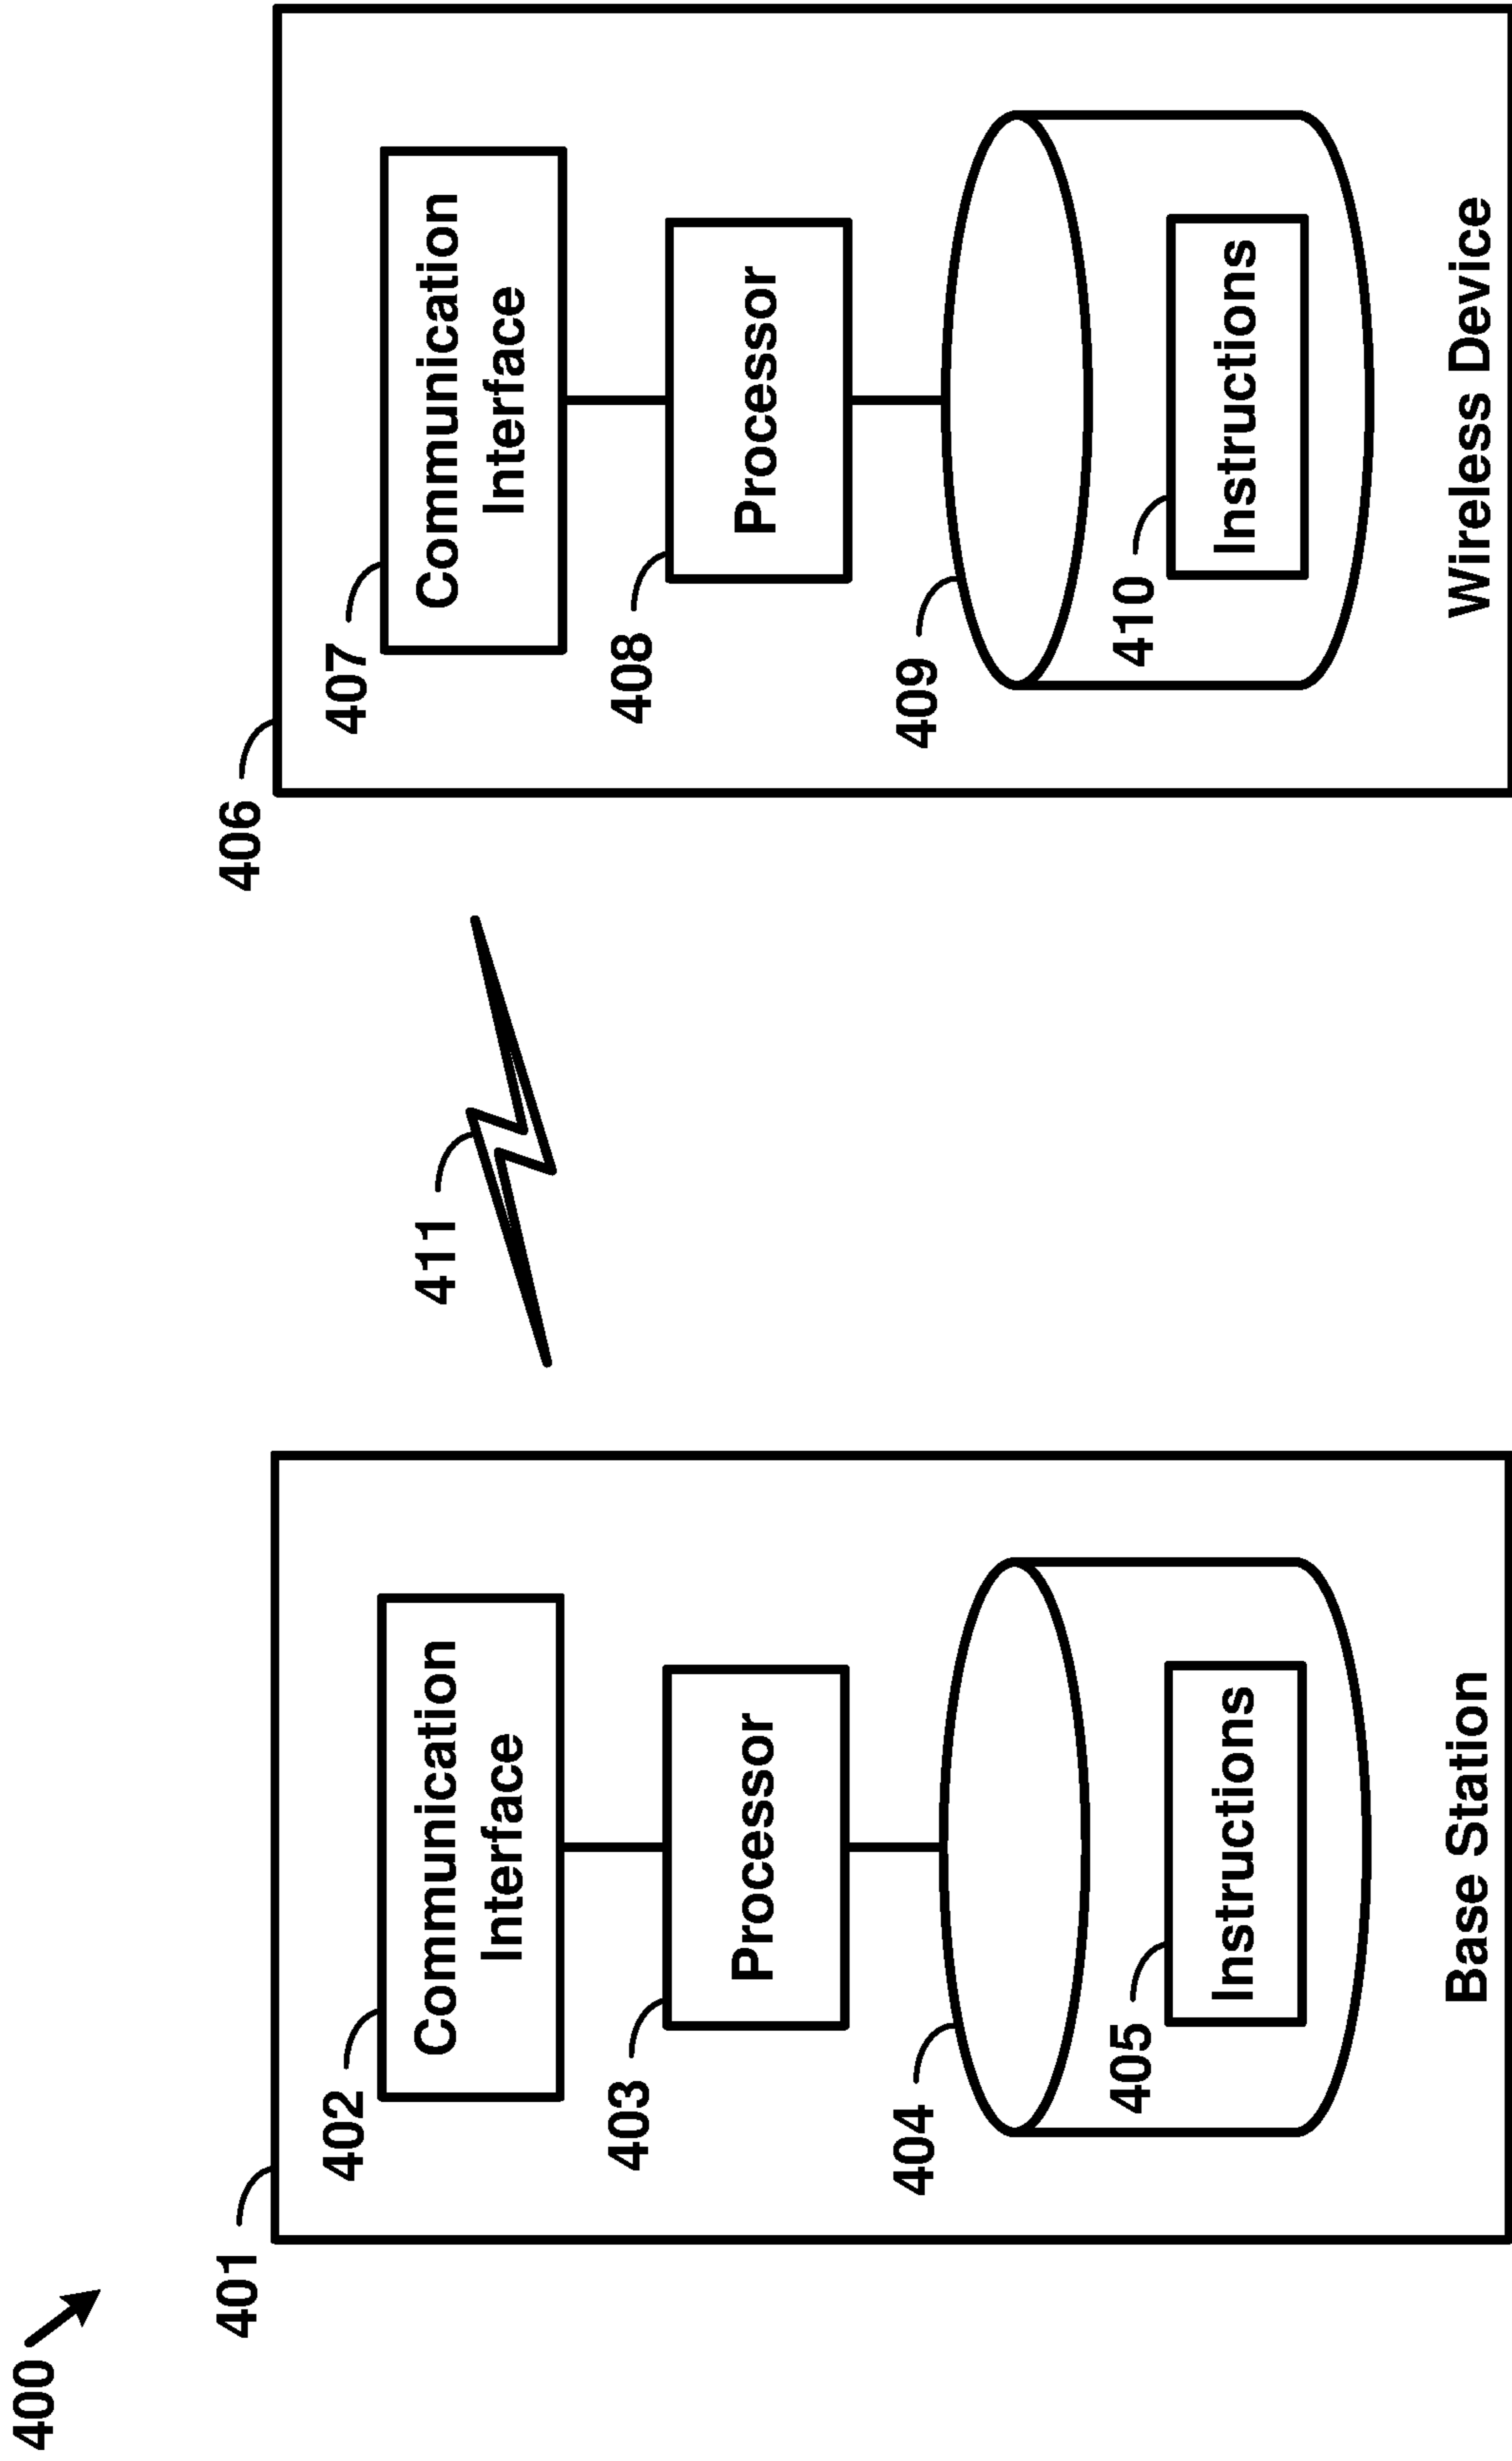 400
401
402
Communication
Interface
403
Processor
404
405
Instructions
Base Station
411
406
407
Communication
Interface
408
Processor
409
410
Instructions
Wireless Device